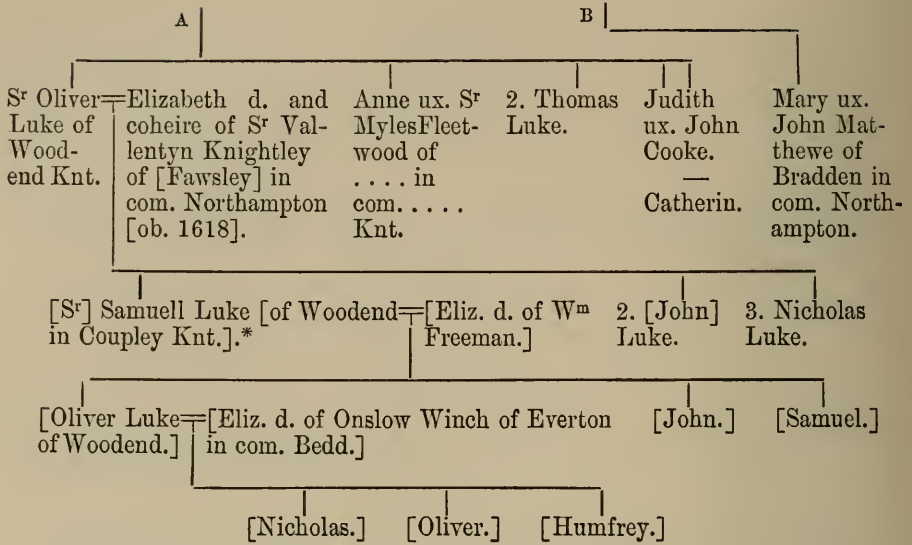 A
B
Sʳ Oliver
Luke of
Wood-
end Knt.
Elizabeth d. and
coheire of Sʳ Val-
lentyn Knightley
of [Fawsley] in
com. Northampton
[ob. 1618].
Anne ux. Sʳ
MylesFleet-
wood of
. . . . in
com. . . . .
Knt.
2. Thomas
Luke.
Judith
ux. John
Cooke.
—
Catherin.
Mary ux.
John Mat-
thewe of
Bradden in
com. North-
ampton.
[Sʳ] Samuell Luke [of Woodend
in Coupley Knt.].*
[Eliz. d. of Wᵐ
Freeman.]
2. [John]
Luke.
3. Nicholas
Luke.
[Oliver Luke
of Woodend.]
[Eliz. d. of Onslow Winch of Everton
in com. Bedd.]
[John.]
[Samuel.]
[Nicholas.]
[Oliver.]
[Humfrey.]